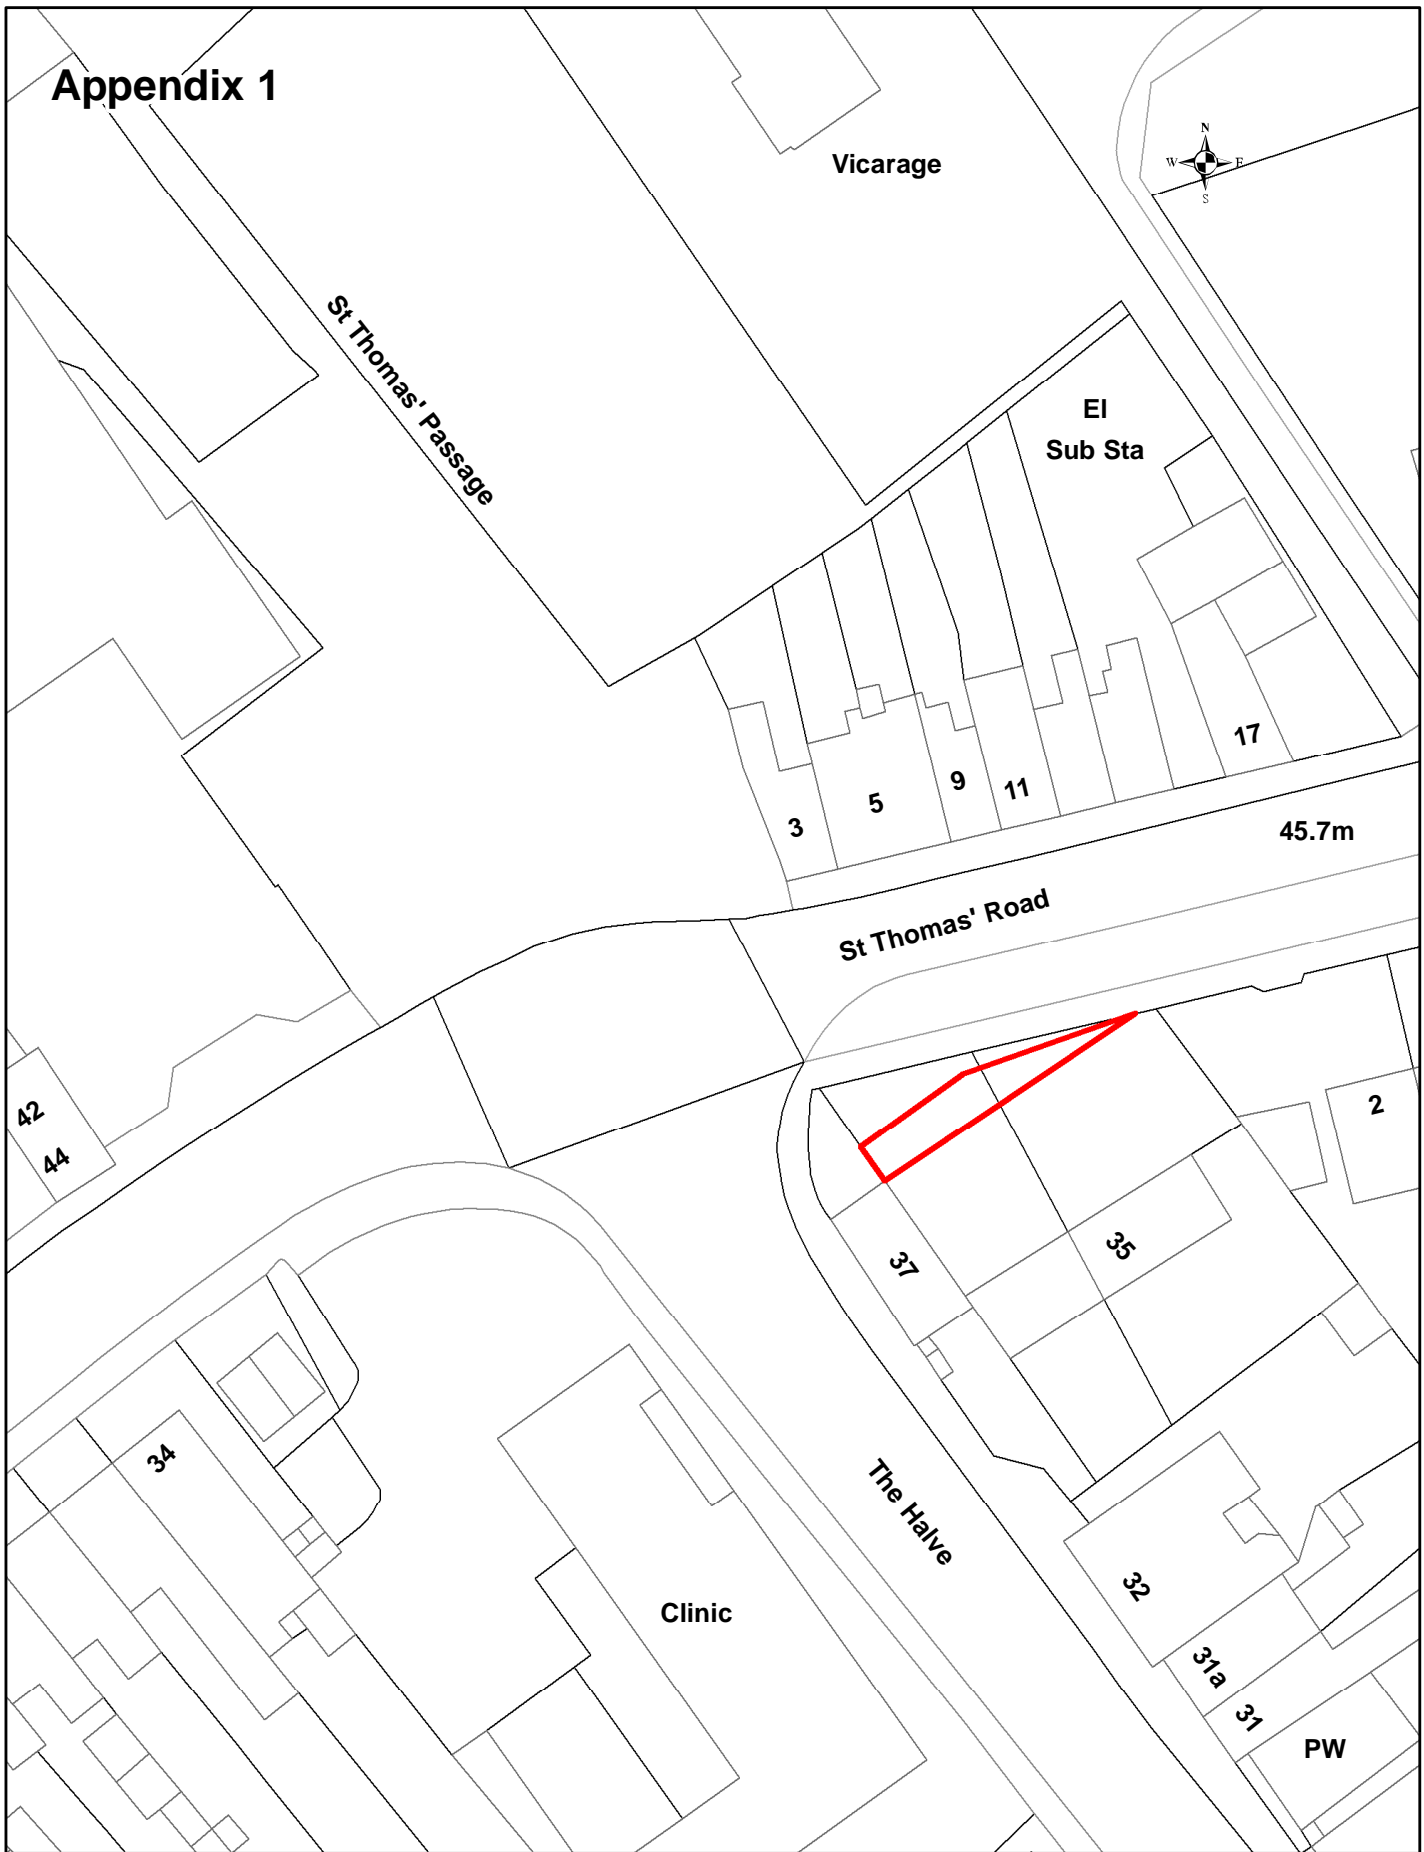 Appendix 1
N
W E
S
Vicarage
St Thomas' Passage
El
Sub Sta
17
9
11
5
3
45.7m
St Thomas' Road
2
42
44
35
37
34
The Halve
32
Clinic
31a
31
PW